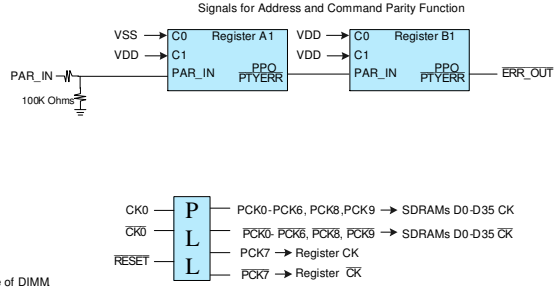 Signals for Address and Command Parity Function
VSS C0 Register A1 VDD C0 Register B1
VDD C1 VDD C1
PAR_IN PAR_IN PPO PAR_IN PPO
PTYERR PTYERR ERR_OUT
100K Ohms
CK0 PLL PCK0-PCK6, PCK8,PCK9 SDRAMs D0-D35 CK
CK0 PCK0- PCK6, PCK8, PCK9 SDRAMs D0-D35 CK
PCK7 Register CK
RESET
PCK7 Register CK
e of DIMM.